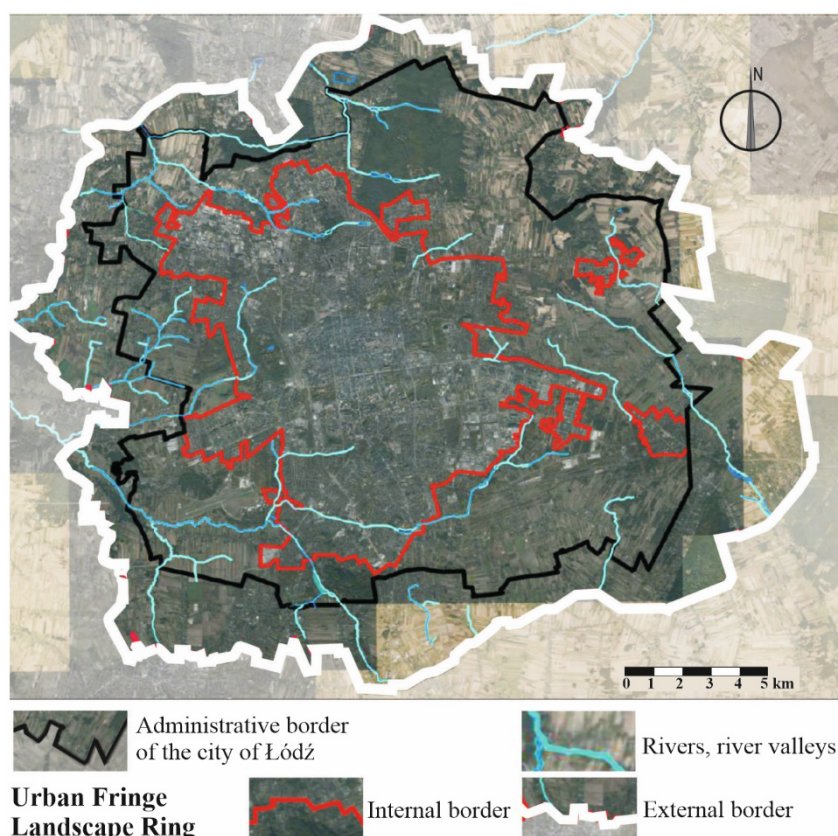 N
0 1 2 3 4 5 km
Administrative border
of the city of Łódź
Rivers, river valleys
Urban Fringe
Landscape Ring
Internal border
External border